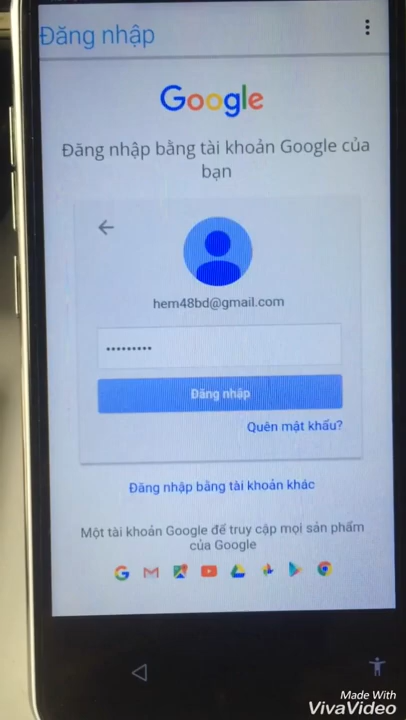 Đăng nhập
Google
Đăng nhập bằng tài khoản Google của
bạn
hem48bd@gmail.com
•••••••••
Đăng nhập
Quên mật khẩu?
Đăng nhập bằng tài khoản khác
Một tài khoản Google để truy cập mọi sản phẩm
của Google
Made With
VivaVideo